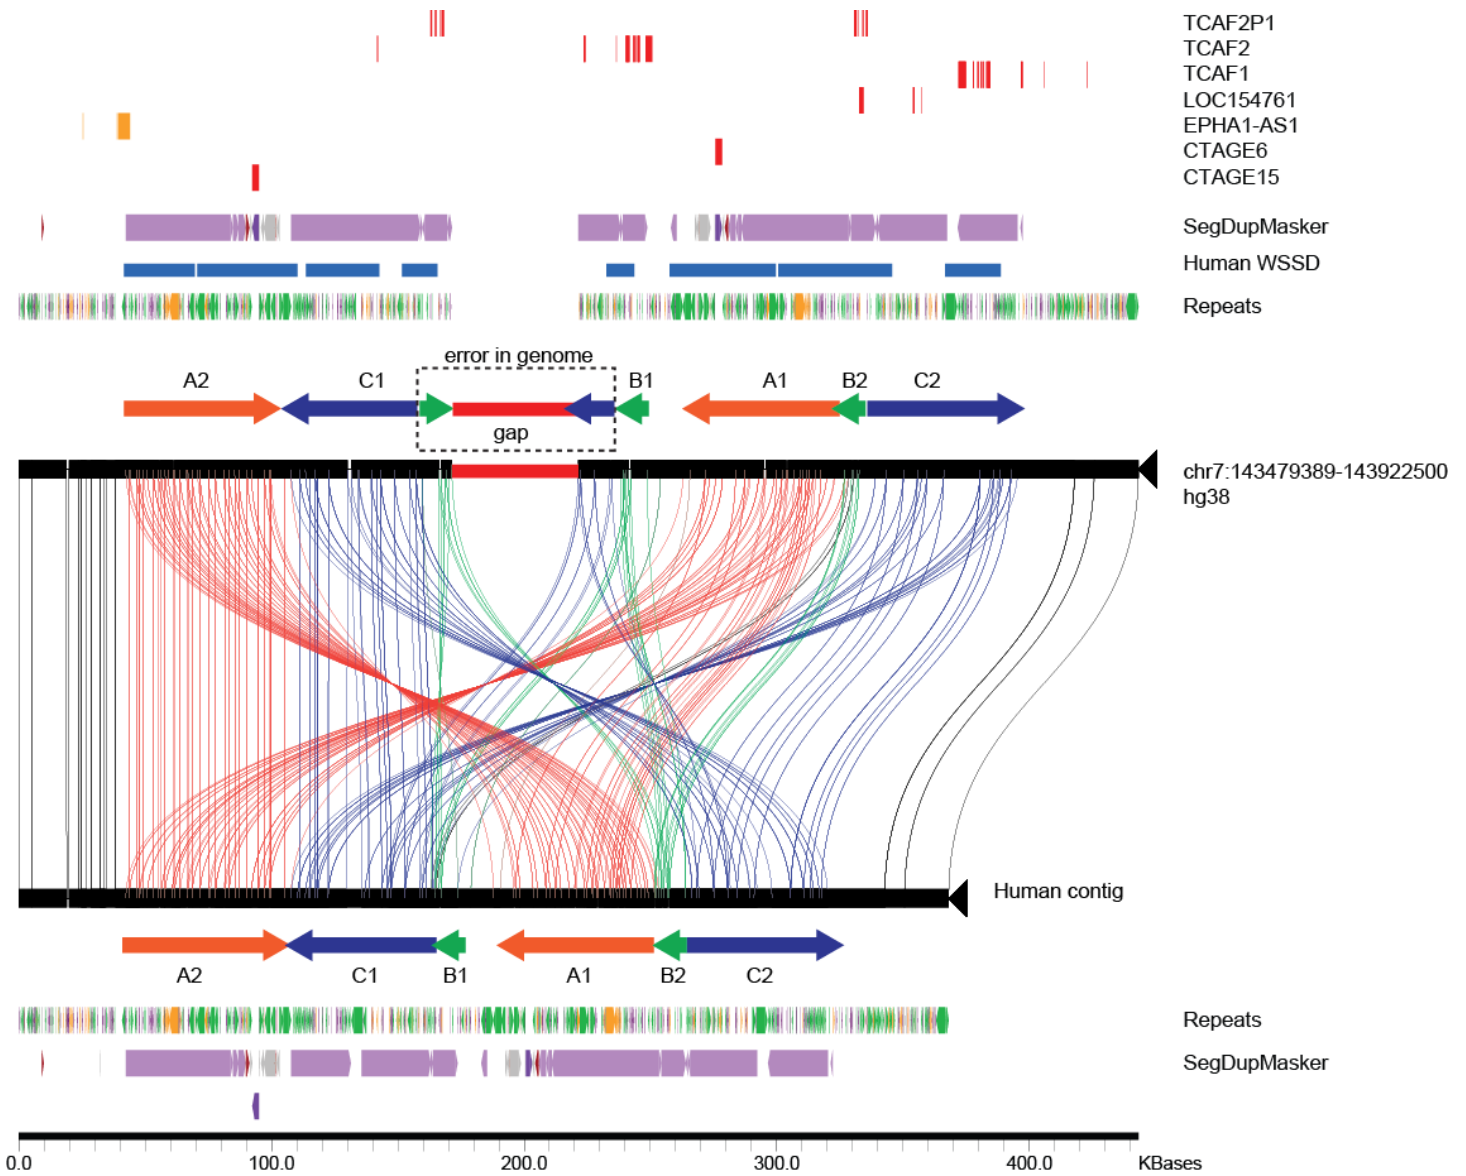 TCAF2P1
TCAF2
TCAF1
LOC154761
EPHA1-AS1
CTAGE6
CTAGE15
SegDupMasker
Human WSSD
Repeats
error in genome
A2 C1 B1 A1 B2 C2
gap
chr7:143479389-143922500
hg38
Human contig
A2 C1 B1 A1 B2 C2
Repeats
SegDupMasker
0.0 100.0 200.0 300.0 400.0 KBases